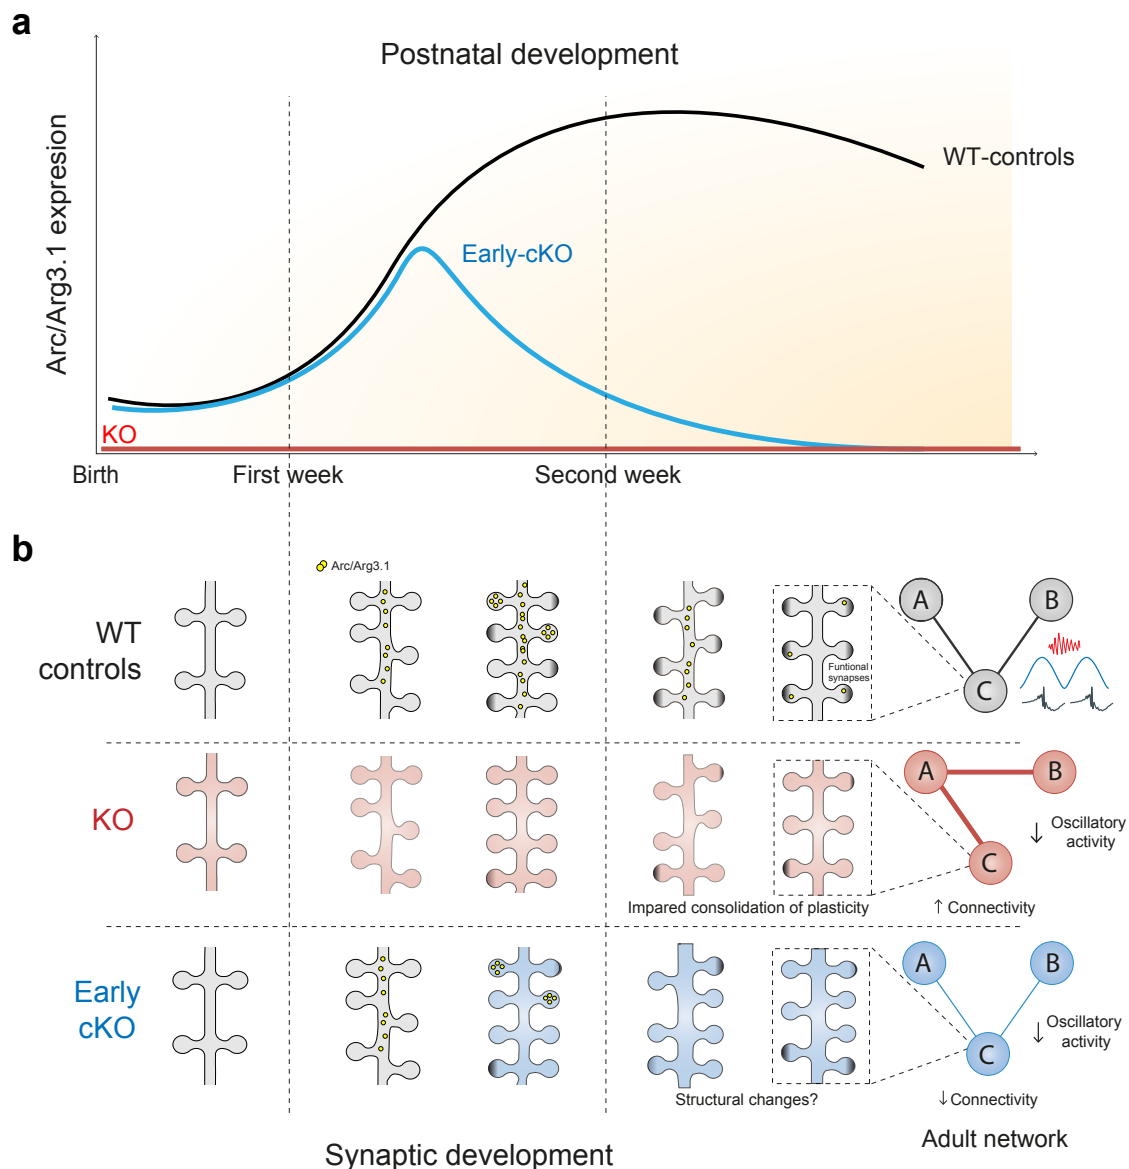 a
Postnatal development
Arc/Arg3.1 expresion
WT-controls
Early-cKO
KO
Birth
First week
Second week
b
Arc/Arg3.1
WT
controls
Funtional
synapses
A
B
C
KO
A
B
C
↓ Oscillatory
activity
Impared consolidation of plasticity
↑ Connectivity
Early
cKO
A
B
C
↓ Oscillatory
activity
Structural changes?
↓ Connectivity
Synaptic development
Adult network